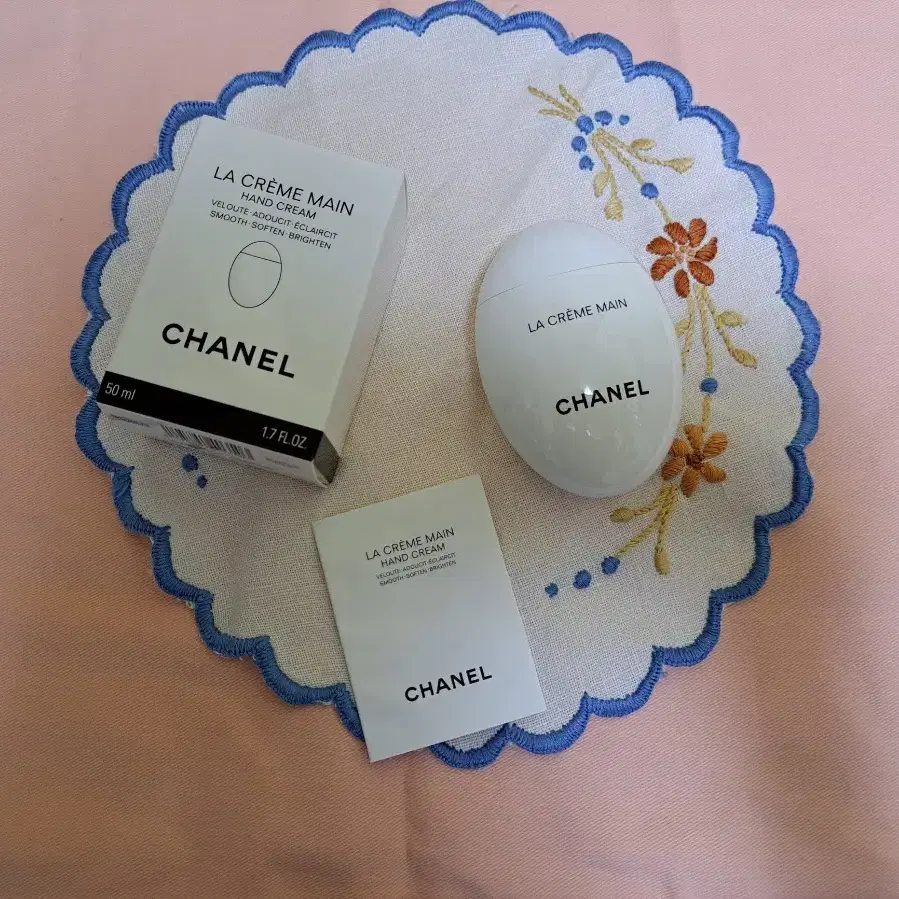 LA CRÈME MAIN
HAND CREAM
VELOUTE·ADOUCIT·ÉCLAIRCIT
SMOOTH·SOFTEN·BRIGHTEN
CHANEL
50 ml
1.7 FL.OZ.
LA CRÈME MAIN
CHANEL
LA CRÈME MAIN
HAND CREAM
VELOUTE·ADOUCIT·ÉCLAIRCIT
SMOOTH·SOFTEN·BRIGHTEN
CHANEL